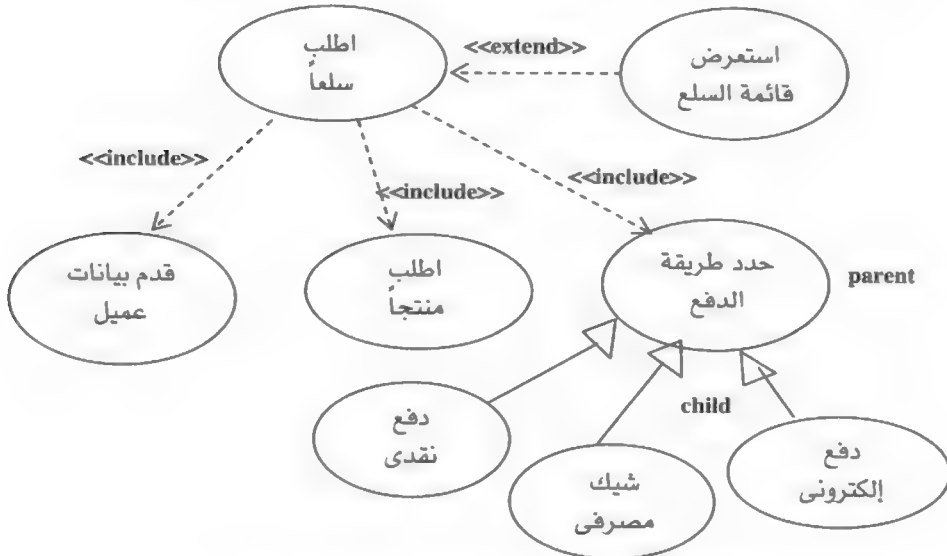 اطلب
سلعاً
<<extend>>
استعرض
قائمة السلع
<<include>>
<<include>>
<<include>>
قدم بيانات
عميل
اطلب
منتجاً
حدد طريقة
الدفع
parent
child
دفع
نقدى
شيك
مصرفى
دفع
إلكترونى